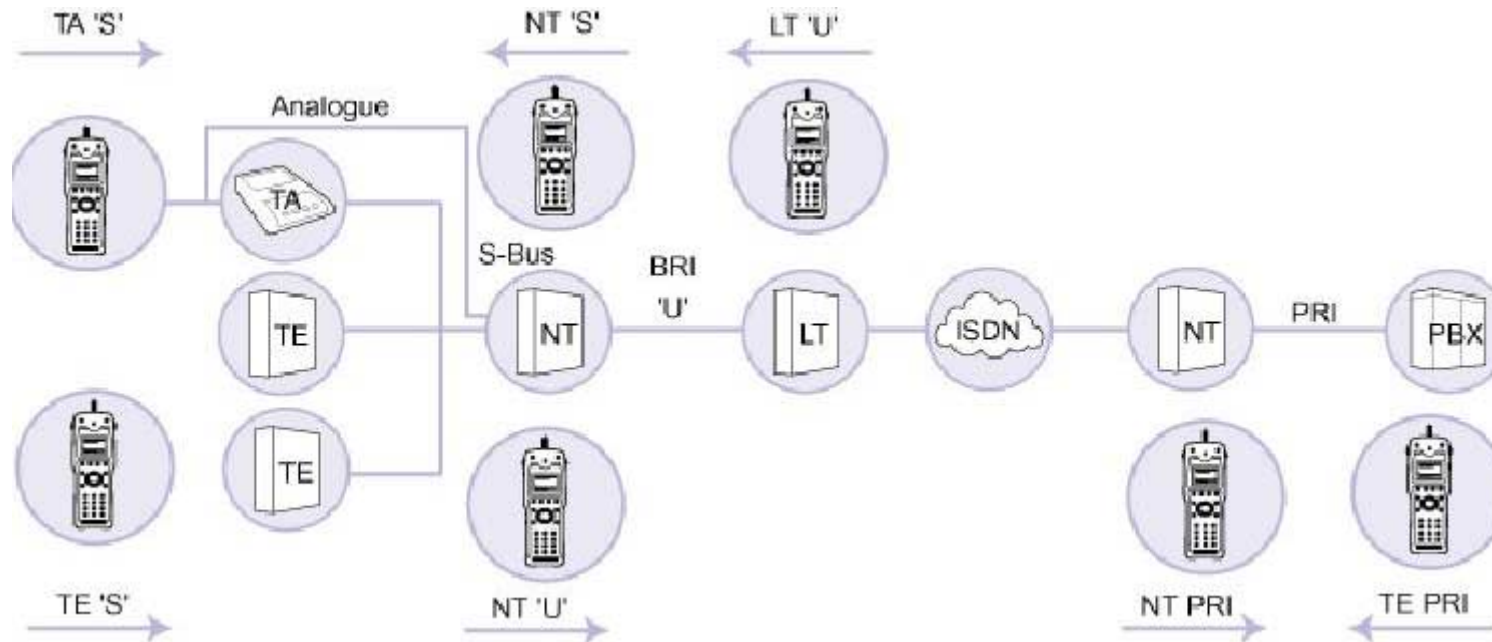 TA 'S'
NT 'S'
LT 'U'
Analogue
TA
S-Bus
BRI
'U'
TE
NT
LT
ISDN
NT
PRI
PBX
TE
TE 'S'
NT 'U'
NT PRI
TE PRI